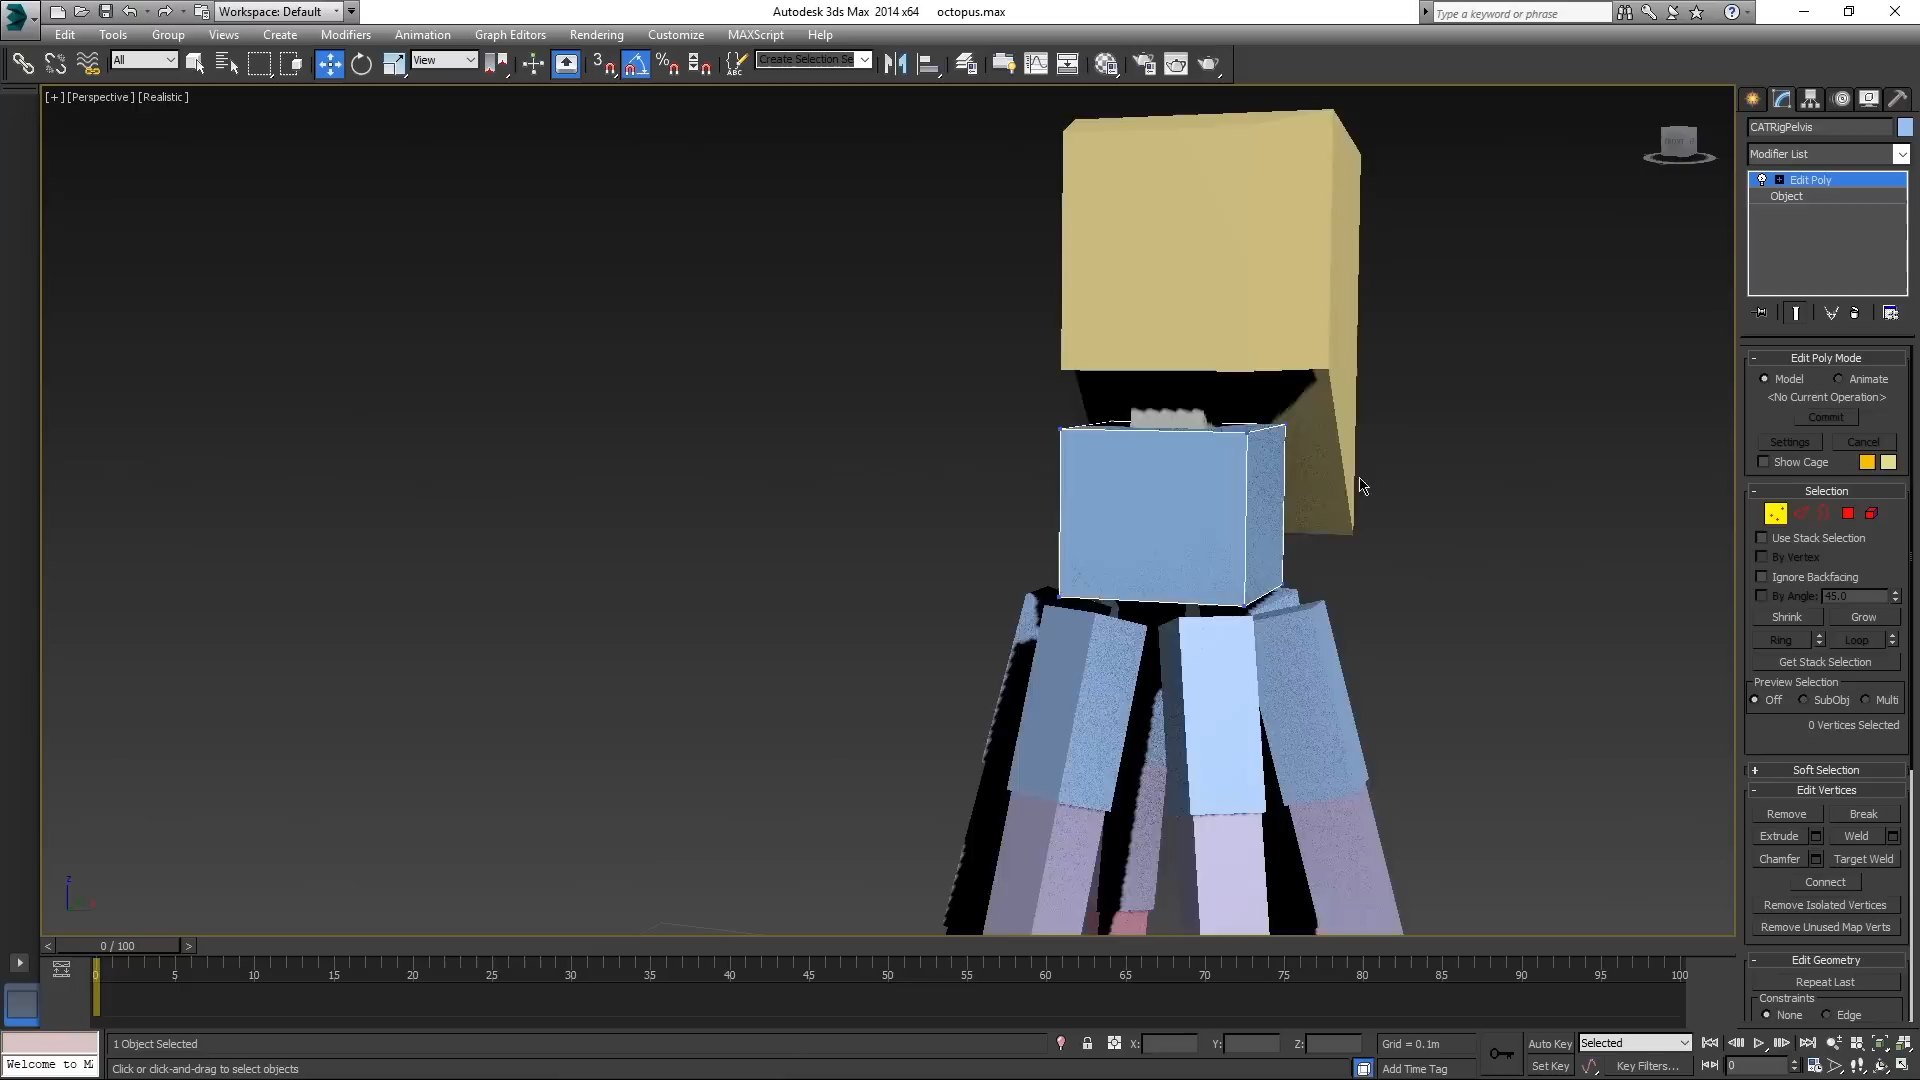 Workspace: Default
Autodesk 3ds Max 2014 x64 octopus.max
Type a keyword or phrase
Edit Tools Group Views Create Modifiers Animation Graph Editors Rendering Customize MAXScript Help
All
View
3
%
ABC
Create Selection Se
[+] [Perspective] [Realistic]
CATRigPelvis
Modifier List
Edit Poly
Object
- Edit Poly Mode
Model Animate
<No Current Operation>
Commit
Settings Cancel
Show Cage
- Selection
Use Stack Selection
By Vertex
Ignore Backfacing
By Angle: 45.0
Shrink Grow
Ring Loop
Get Stack Selection
Preview Selection
Off SubObj Multi
0 Vertices Selected
+ Soft Selection
- Edit Vertices
Remove Break
Extrude Weld
Chamfer Target Weld
Connect
Remove Isolated Vertices
Remove Unused Map Verts
- Edit Geometry
Repeat Last
Constraints
None Edge
z
< 0 / 100 >
0 5 10 15 20 25 30 35 40 45 50 55 60 65 70 75 80 85 90 95 100
1 Object Selected
X: Y: Z:
Grid = 0.1m
Auto Key
Selected
Welcome to M
Click or click-and-drag to select objects
Add Time Tag
Set Key
Key Filters...
0